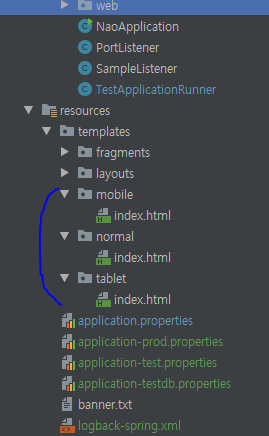 web
NaoApplication
PortListener
SampleListener
TestApplicationRunner
resources
templates
fragments
layouts
mobile
index.html
normal
index.html
tablet
index.html
application.properties
application-prod.properties
application-test.properties
application-testdb.properties
banner.txt
logback-spring.xml